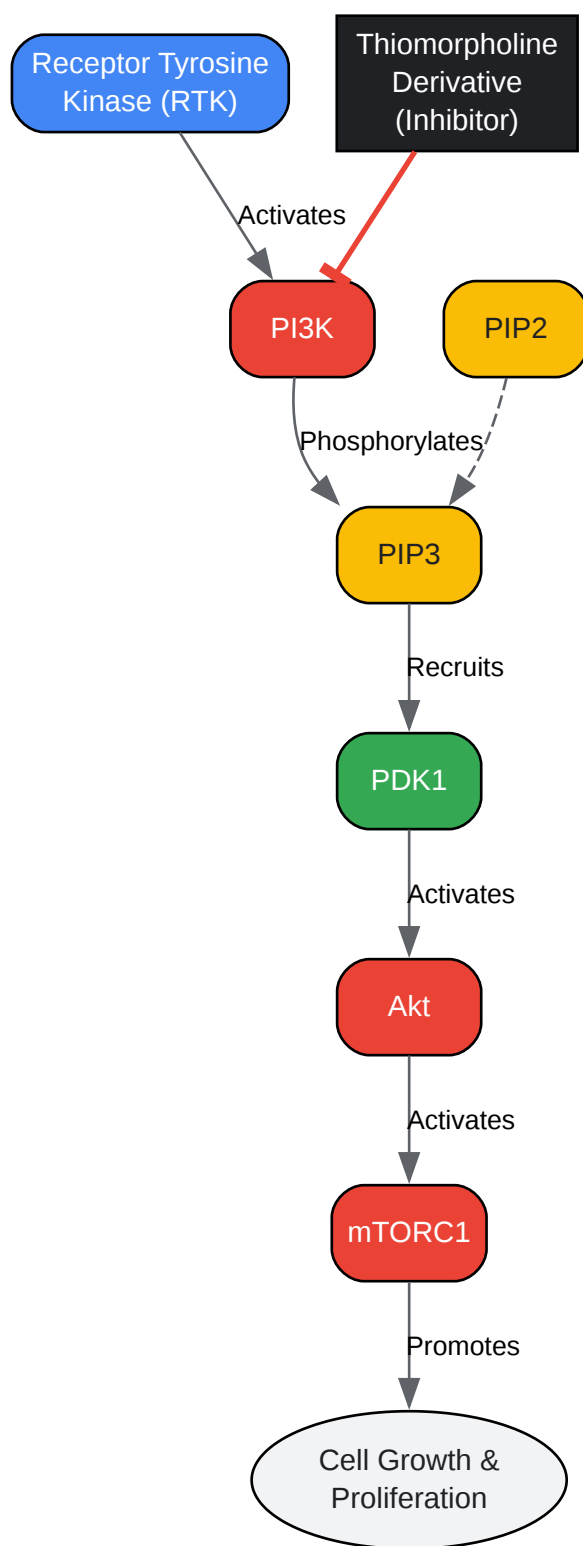 Receptor Tyrosine
Kinase (RTK)
Thiomorpholine
Derivative
(Inhibitor)
Activates
PI3K
PIP2
Phosphorylates
PIP3
Recruits
PDK1
Activates
Akt
Activates
mTORC1
Promotes
Cell Growth &
Proliferation